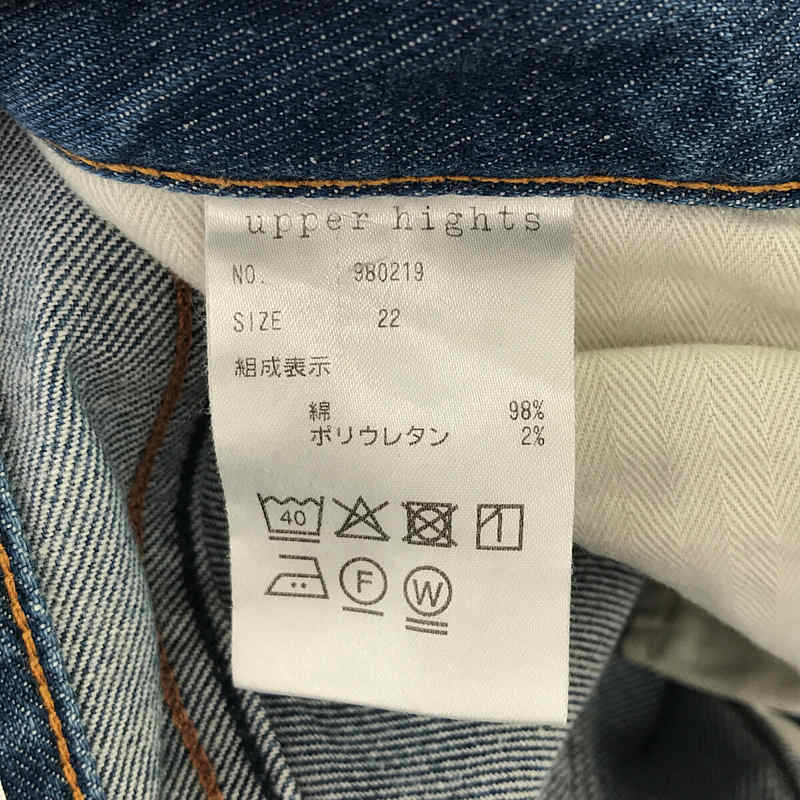 upper hights
NO. 980219
SIZE 22
組成表示
綿 98%
ポリウレタン 2%
40
F W